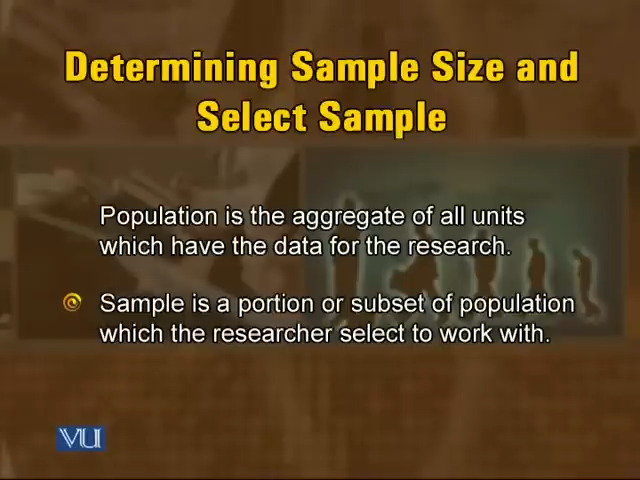 Determining Sample Size and
Select Sample
Population is the aggregate of all units
which have the data for the research.
Sample is a portion or subset of population
which the researcher select to work with.
VU